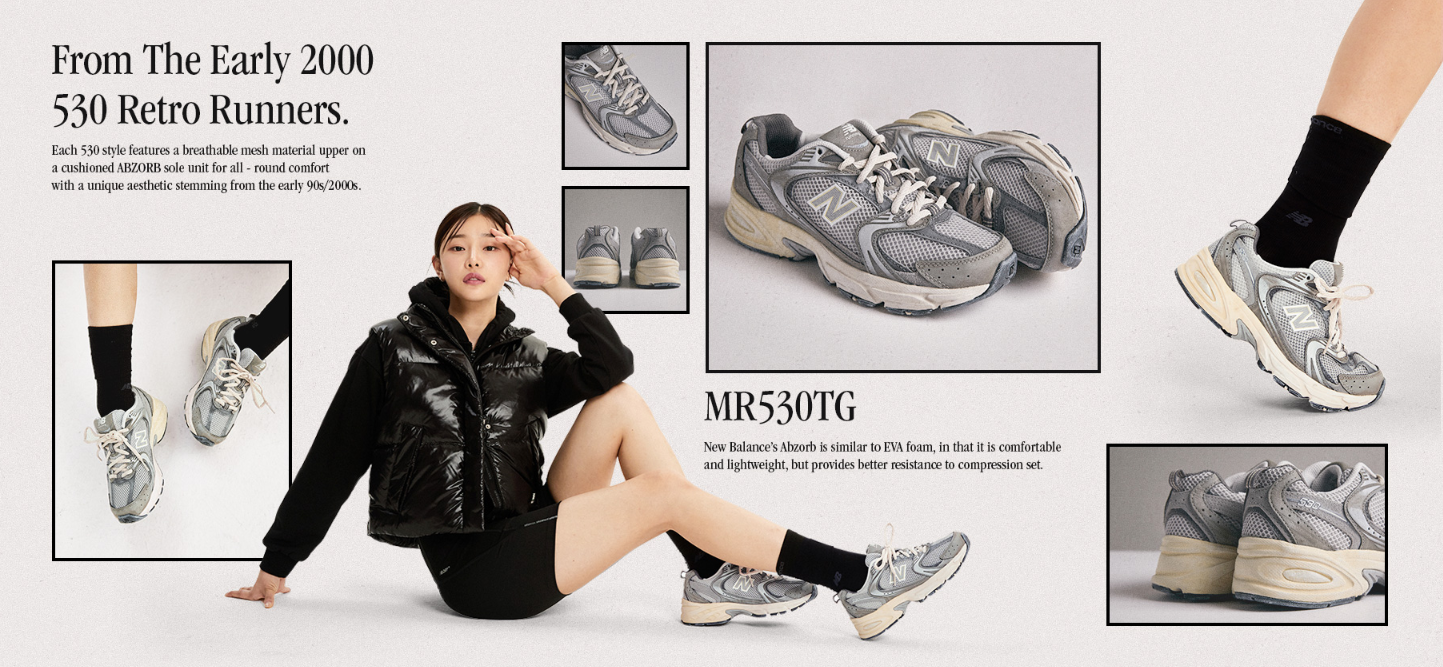 From The Early 2000
530 Retro Runners.
Each 530 style features a breathable mesh material upper on
a cushioned ABZORB sole unit for all - round comfort
with a unique aesthetic stemming from the early 90s/2000s.
MR530TG
New Balance's Abzorb is similar to EVA foam, in that it is comfortable
and lightweight, but provides better resistance to compression set.
NB
N
N
N
530